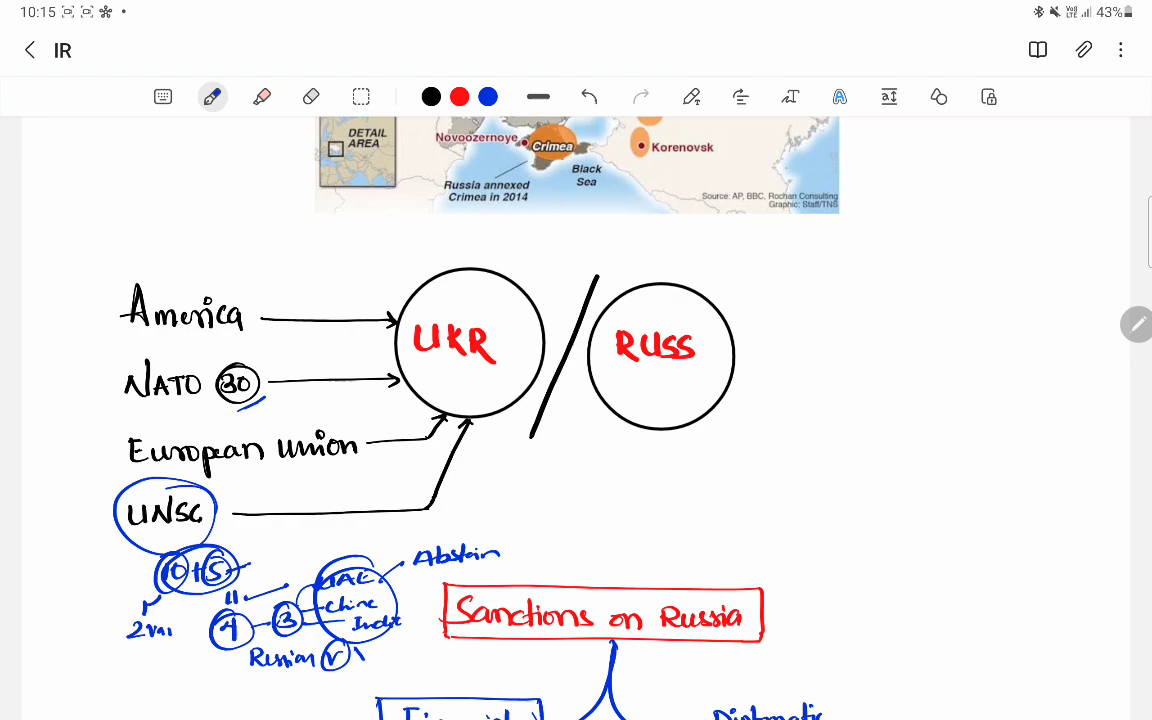 10:15
43%
IR
DETAIL AREA
Novoozernoye
Crimea
Korenovsk
Black Sea
Russia annexed Crimea in 2014
Source: AP, BBC, Rochan Consulting
Graphic: Staff/TNS
America
NATO 30
UKR
RUSS
European union
UNSC
10+5
Abstain
UAE
11
China
4
3
India
Russian
Sanctions on Russia